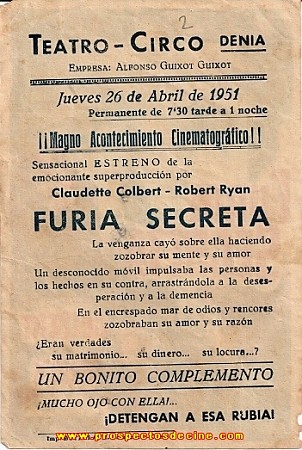 2
TEATRO - CIRCO DENIA
EMPRESA: ALFONSO GUIXOT GUIXOT
Jueves 26 de Abril de 1951
Permanente de 7'30 tarde a 1 noche
¡¡Magno Acontecimiento Cinematográfico!!
Sensacional ESTRENO de la
emocionante superproducción por
Claudette Colbert - Robert Ryan
FURIA SECRETA
La venganza cayó sobre ella haciendo
zozobrar su mente y su amor
Un desconocido móvil impulsaba las personas y
los hechos en su contra, arrastrándola a la deses-
peración y a la demencia
En el encrespado mar de odios y rencores
zozobraban su amor y su razón
¿Eran verdades
su matrimonio... su dinero... su locura...?
UN BONITO COMPLEMENTO
¡MUCHO OJO CON ELLA!...
¡DETENGAN A ESA RUBIA!
www.prospectosdecine.com